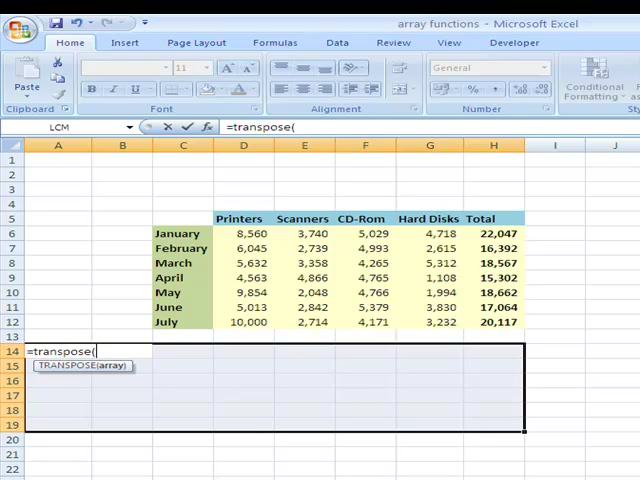 array functions - Microsoft Excel
Home Insert Page Layout Formulas Data Review View Developer
Paste
11 A A General Conditional
B I U Formatting
Clipboard Font Alignment Number
LCM fx =transpose(
A B C D E F G H I J
1
2
3
4
5 Printers Scanners CD-Rom Hard Disks Total
6 January 8,560 3,740 5,029 4,718 22,047
7 February 6,045 2,739 4,993 2,615 16,392
8 March 5,632 3,358 4,265 5,312 18,567
9 April 4,563 4,866 4,765 1,108 15,302
10 May 9,854 2,048 4,766 1,994 18,662
11 June 5,013 2,842 5,379 3,830 17,064
12 July 10,000 2,714 4,171 3,232 20,117
13
14 =transpose(
15 TRANSPOSE(array)
16
17
18
19
20
21
22